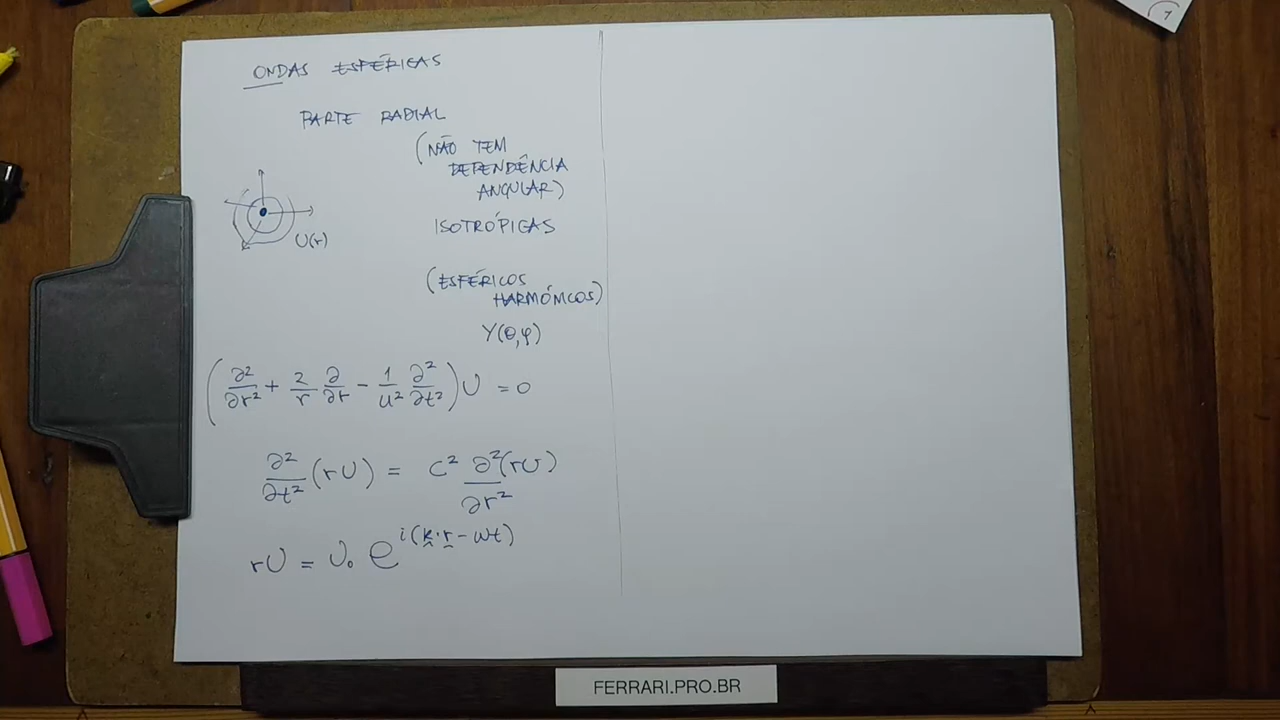 ONDAS ESFÉRICAS
PARTE RADIAL
(NÃO TEM
DEPENDÊNCIA
ANGULAR)
U(r)
ISOTRÓPICAS
(ESFÉRICOS
HARMÔNICOS)
Y(θ,φ)
(∂²/∂r² + 2/r ∂/∂r - 1/u² ∂²/∂t²) U = 0
∂²/∂t² (rU) = c² ∂²(rU)/∂r²
rU = U₀ e^{i(k·r - ωt)}
FERRARI.PRO.BR